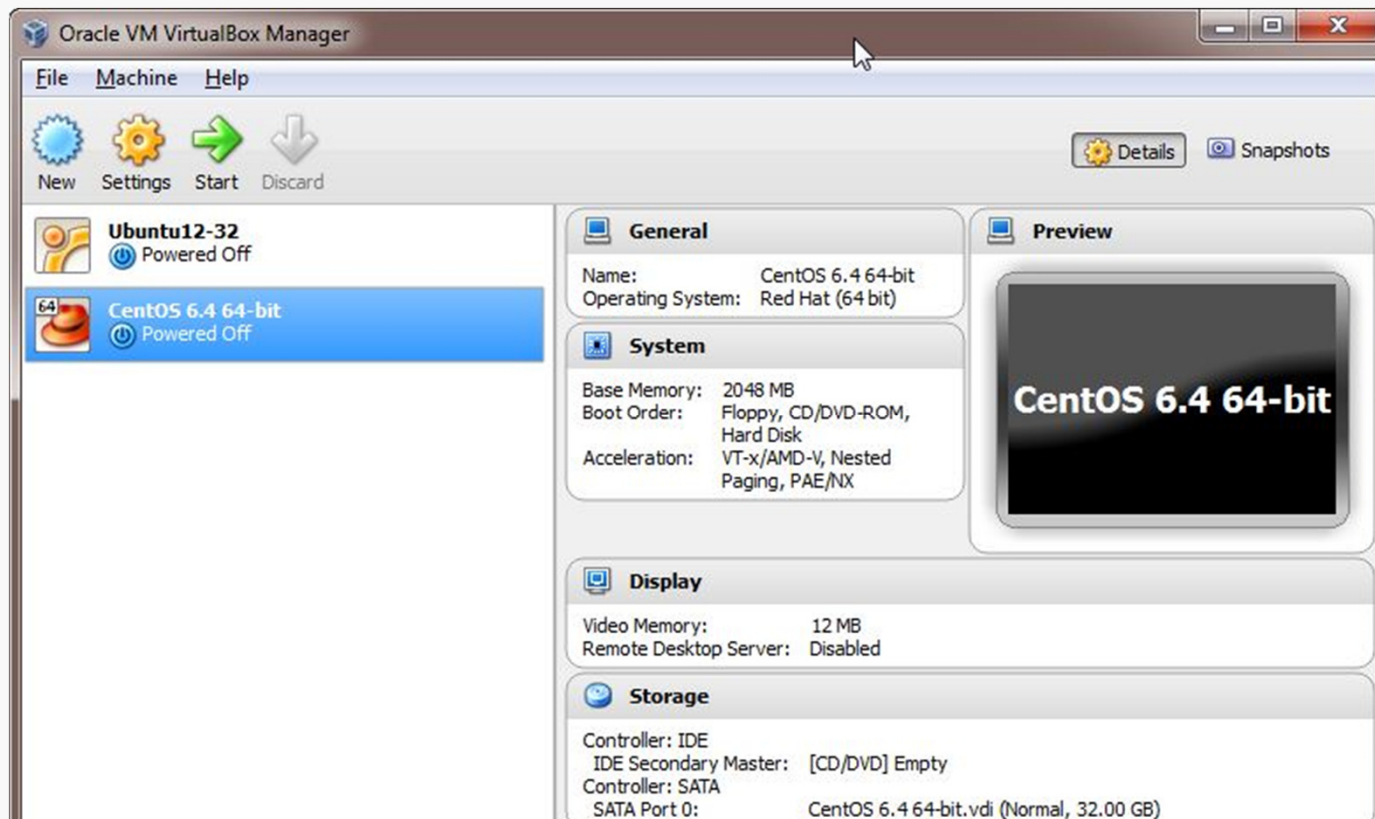 Oracle VM VirtualBox Manager
File Machine Help
New Settings Start Discard
Details Snapshots
Ubuntu12-32
Powered Off
64
CentOS 6.4 64-bit
Powered Off
General
Name: CentOS 6.4 64-bit
Operating System: Red Hat (64 bit)
System
Base Memory: 2048 MB
Boot Order: Floppy, CD/DVD-ROM,
Hard Disk
Acceleration: VT-x/AMD-V, Nested
Paging, PAE/NX
Preview
CentOS 6.4 64-bit
Display
Video Memory: 12 MB
Remote Desktop Server: Disabled
Storage
Controller: IDE
IDE Secondary Master: [CD/DVD] Empty
Controller: SATA
SATA Port 0: CentOS 6.4 64-bit.vdi (Normal, 32.00 GB)